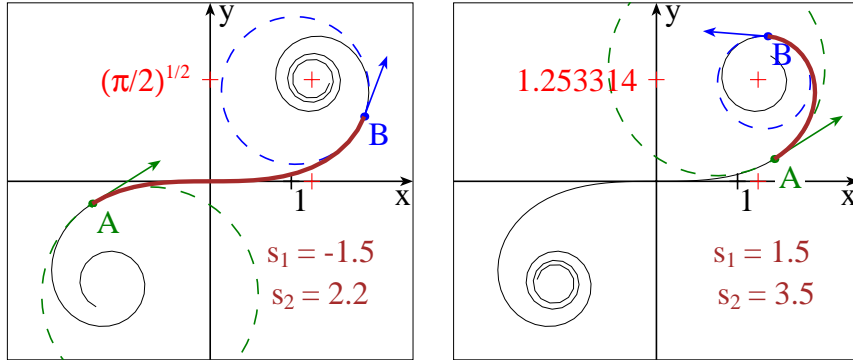 y
(π/2)^{1/2}
B
1
x
A
s_1 = -1.5
s_2 = 2.2
y
B
1.253314
A
1
x
s_1 = 1.5
s_2 = 3.5